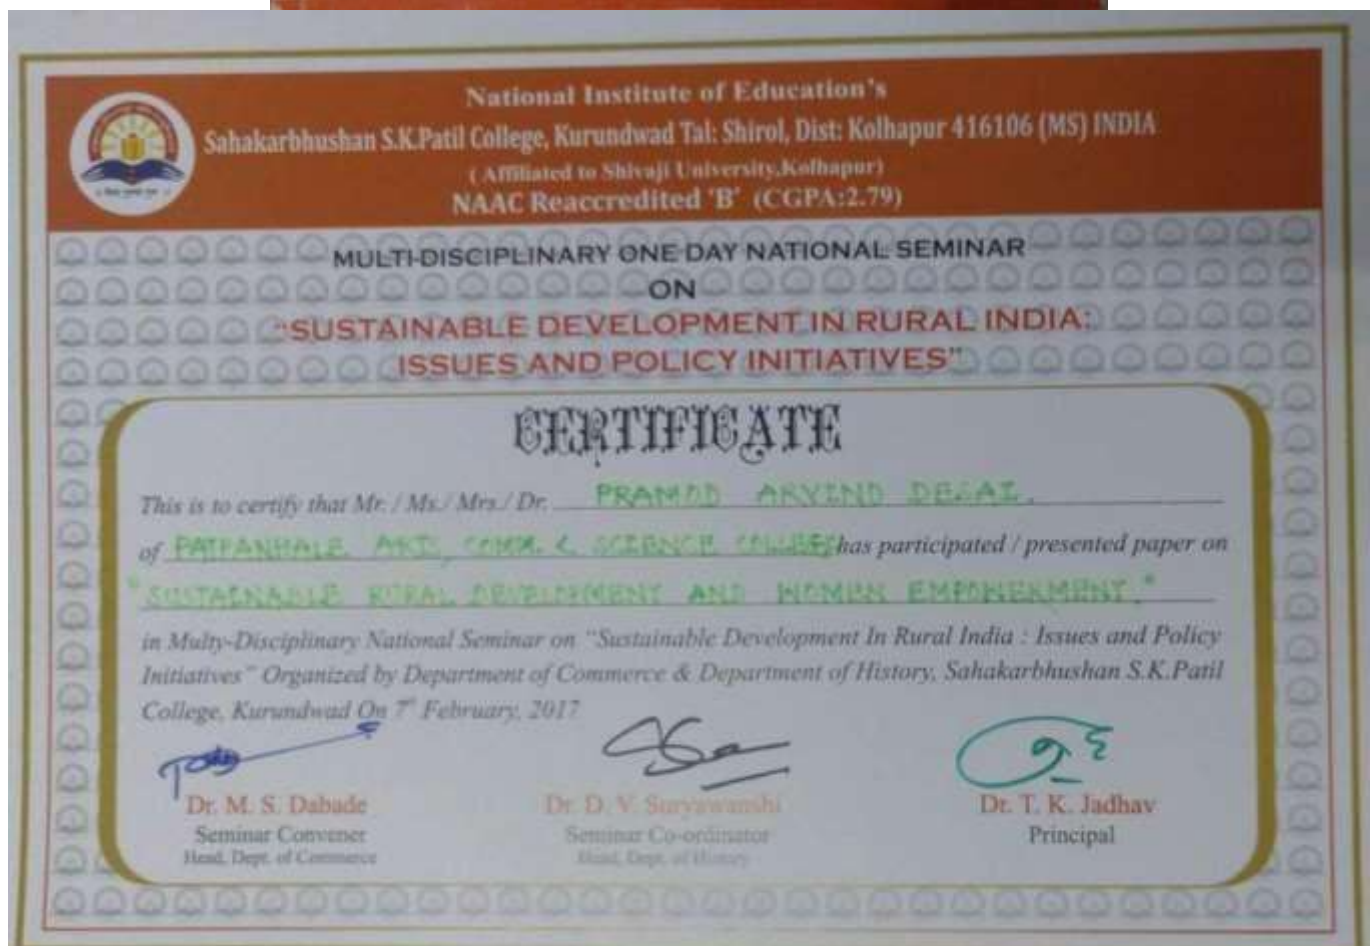 National Institute of Education's
Sahakarbhushan S.K.Patil College, Kurundwad Tal: Shirol, Dist: Kolhapur 416106 (MS) INDIA
( Affiliated to Shivaji University,Kolhapur)
NAAC Reaccredited 'B' (CGPA:2.79)
MULTI-DISCIPLINARY ONE DAY NATIONAL SEMINAR
ON
"SUSTAINABLE DEVELOPMENT IN RURAL INDIA:
ISSUES AND POLICY INITIATIVES"
CERTIFICATE
This is to certify that Mr. / Ms./ Mrs./ Dr. PRAMOD ARVIND DESAI.
of PATPANHALE ARTS, COMM. & SCIENCE COLLEGE has participated / presented paper on
"SUSTAINABLE RURAL DEVELOPMENT AND WOMEN EMPOWERMENT."
in Multy-Disciplinary National Seminar on "Sustainable Development In Rural India : Issues and Policy
Initiatives" Organized by Department of Commerce & Department of History, Sahakarbhushan S.K.Patil
College, Kurundwad On 7th February, 2017
Dr. M. S. Dabade Dr. D. V. Suryawanshi Dr. T. K. Jadhav
Seminar Convener Seminar Co-ordinator Principal
Head, Dept. of Commerce Head, Dept. of History